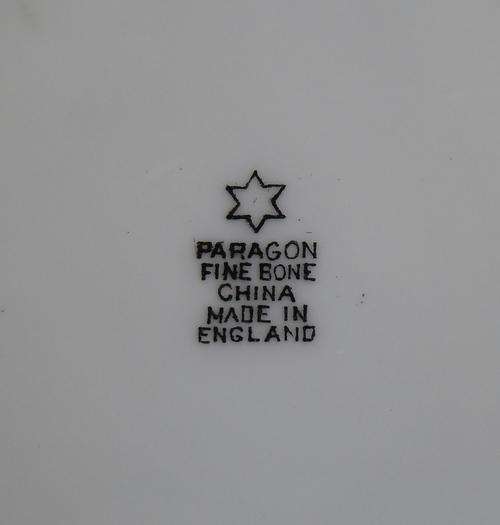 PARAGON
FINE BONE
CHINA
MADE IN
ENGLAND